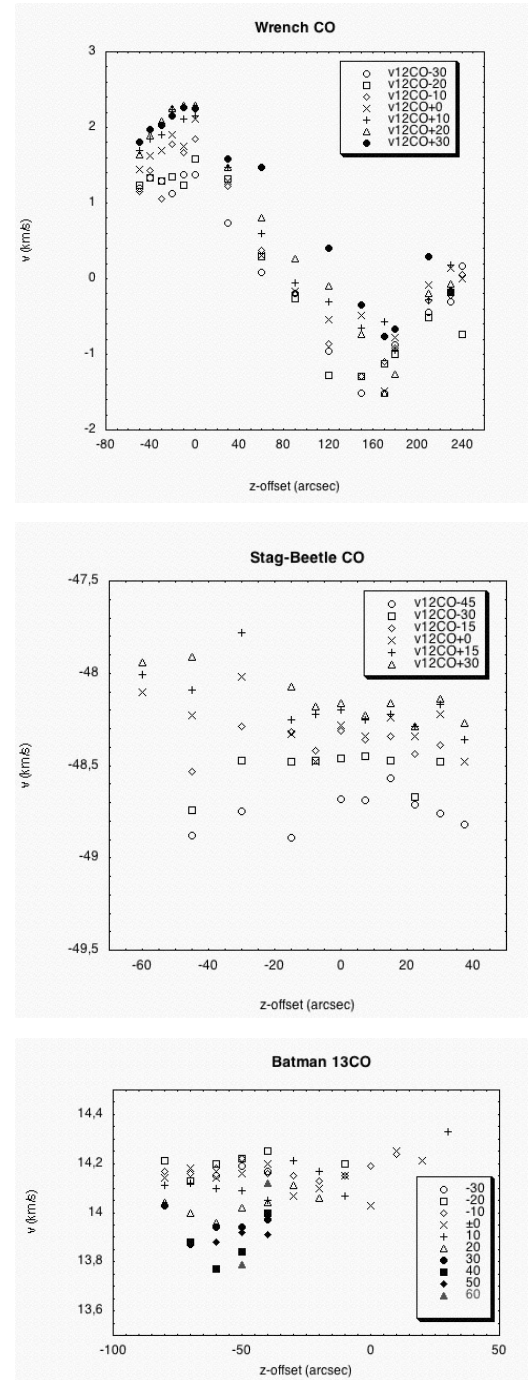 Wrench CO
3
2
1
0
-1
-2
v (km/s)
v12CO-30
v12CO-20
v12CO-10
v12CO+0
v12CO+10
v12CO+20
v12CO+30
-80 -40 0 40 80 120 160 200 240
z-offset (arcsec)
Stag-Beetle CO
-47,5
-48
-48,5
-49
-49,5
v (km/s)
v12CO-45
v12CO-30
v12CO-15
v12CO+0
v12CO+15
v12CO+30
-60 -40 -20 0 20 40
z-offset (arcsec)
Batman 13CO
14,4
14,2
14
13,8
13,6
v (km/s)
-30
-20
-10
±0
10
20
30
40
50
60
-100 -50 0 50
z-offset (arcsec)